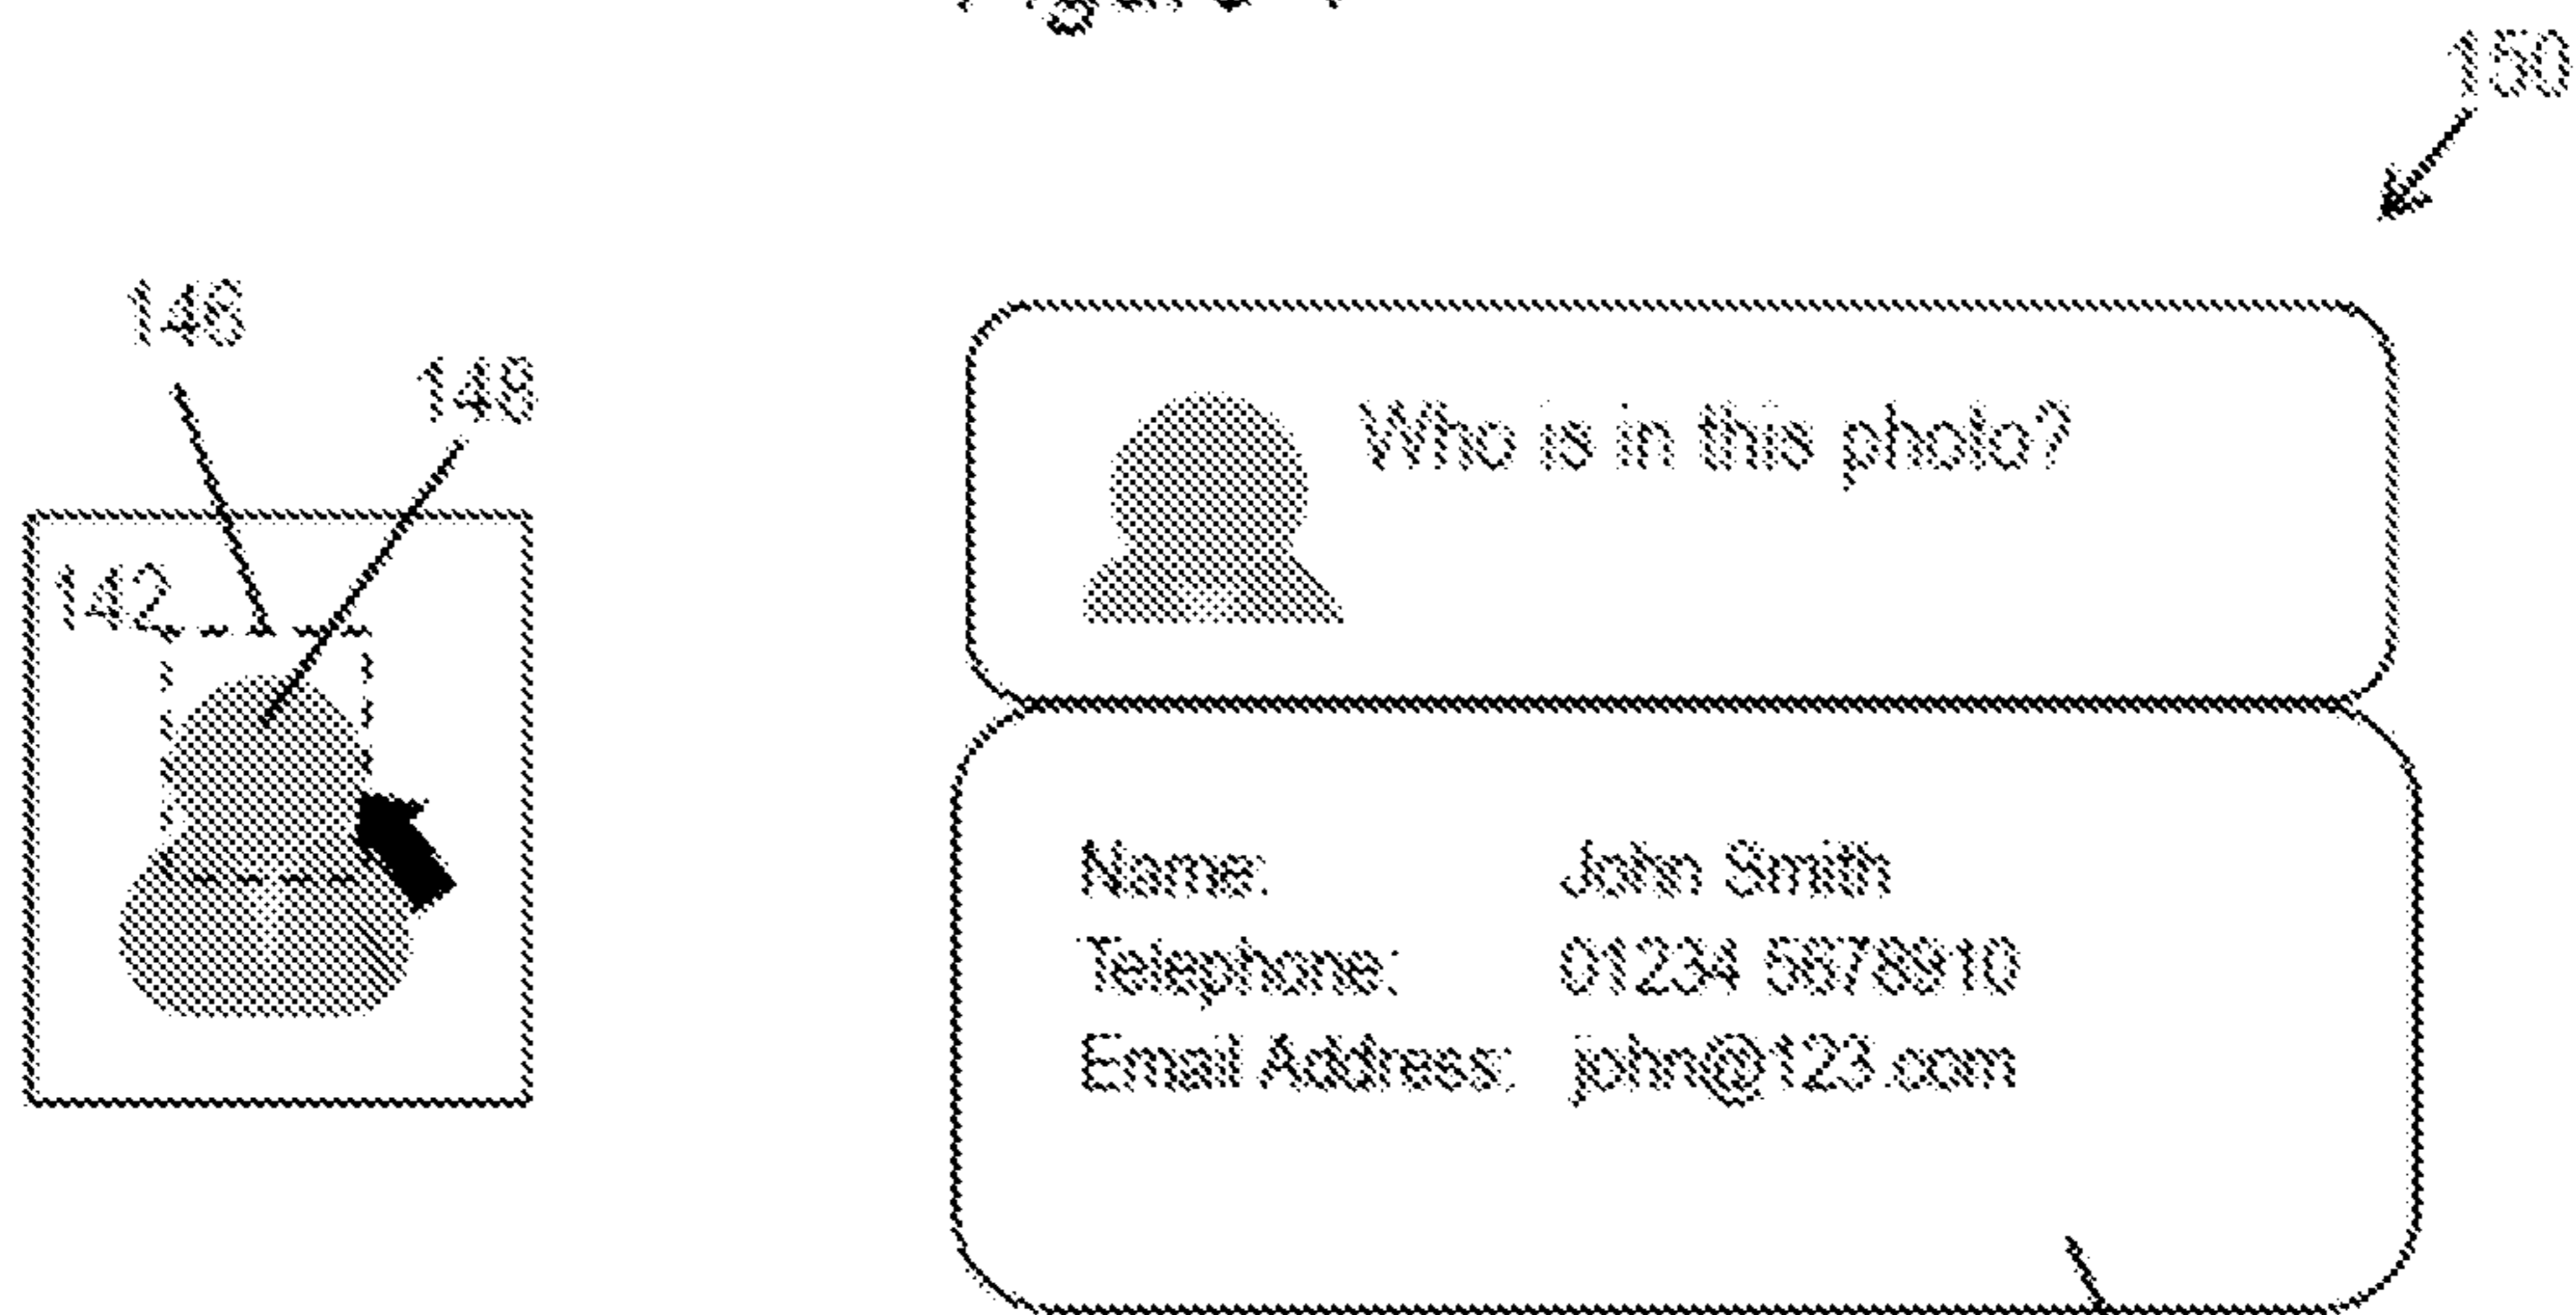 150
146
148
142
Who is in this photo?
Name: John Smith
Telephone: 01234 5678910
Email Address: john@123.com